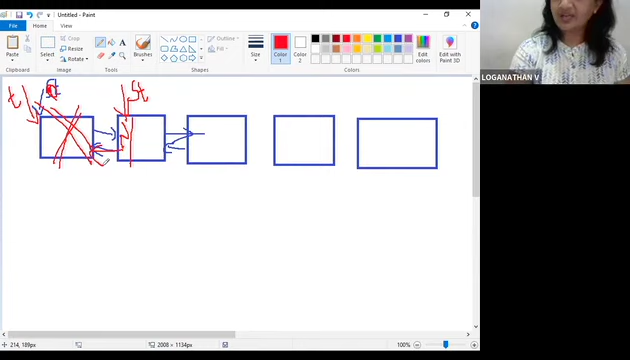 Untitled - Paint
File
Home
View
Paste
Crop
Resize
Rotate
Select
Brushes
Outline
Fill
Size
Color 1
Color 2
Edit colors
Edit with Paint 3D
Clipboard
Image
Tools
Shapes
Colors
LOGANATHAN V
t
St
214, 189px
2008 × 1134px
100%